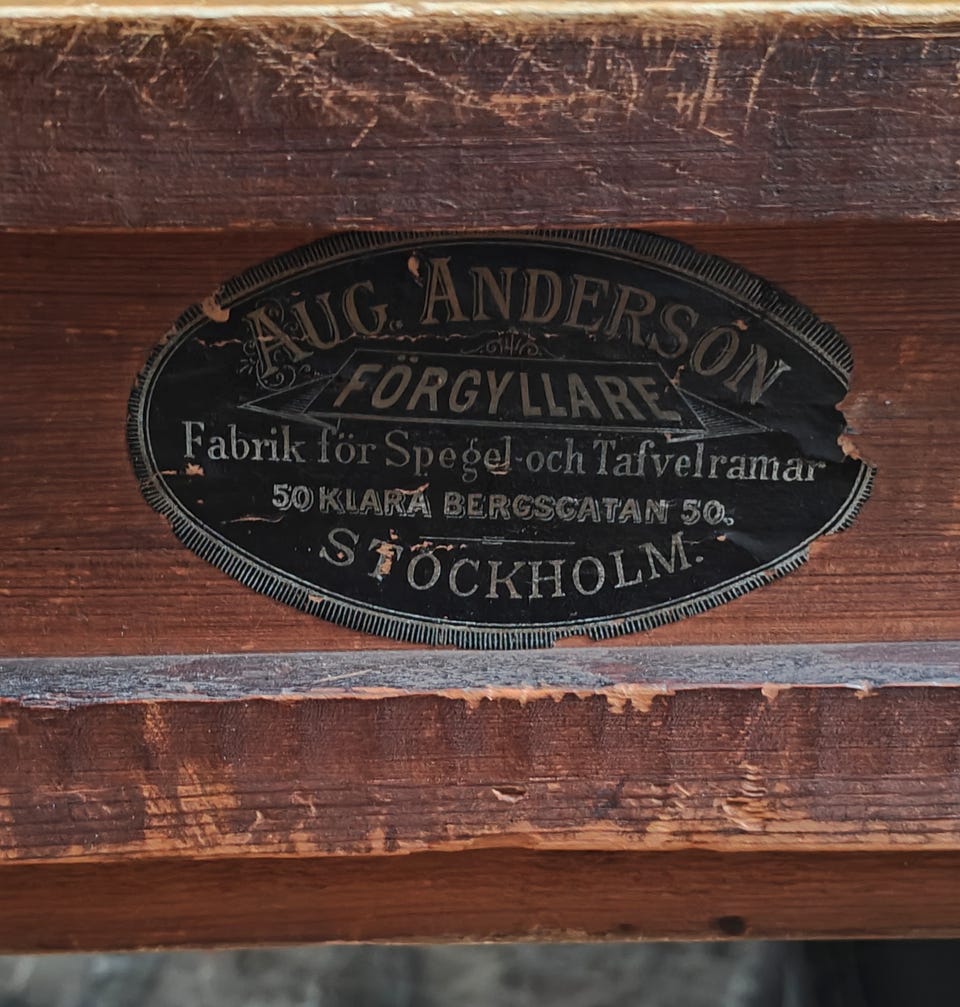 AUG. ANDERSON
FÖRGYLLARE
Fabrik för Spegel-och Tafvelramar
50 KLARA BERGSGATAN 50.
STOCKHOLM.